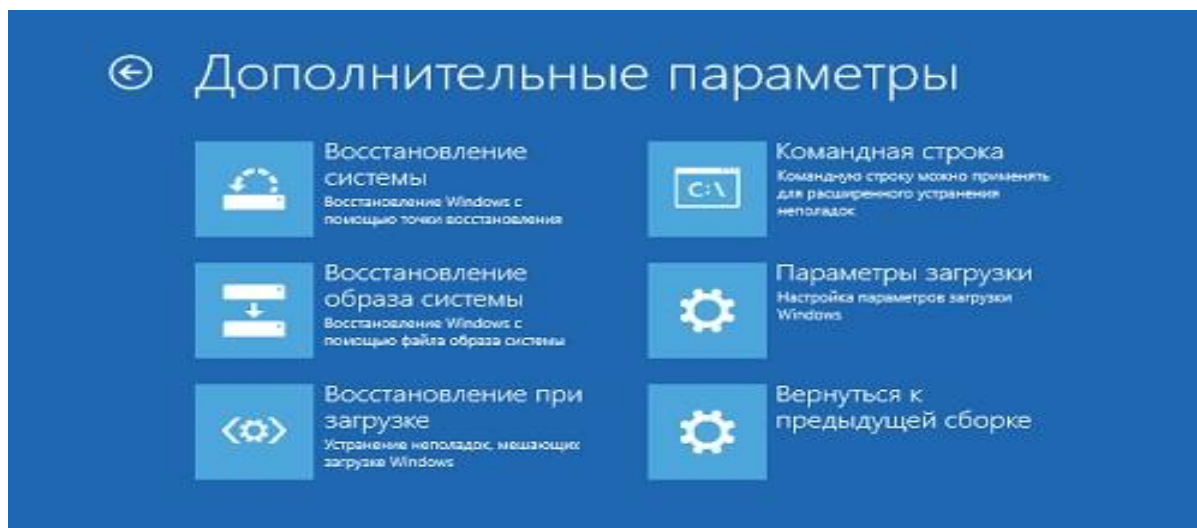 Дополнительные параметры
Восстановление
системы
Восстановление Windows с
помощью точки восстановления
Восстановление
образа системы
Восстановление Windows с
помощью файла образа системы
Восстановление при
загрузке
Устранение неполадок, мешающих
загрузке Windows
Командная строка
Командную строку можно применять
для расширенного устранения
неполадок
C:\
Параметры загрузки
Настройка параметров загрузки
Windows
Вернуться к
предыдущей сборке